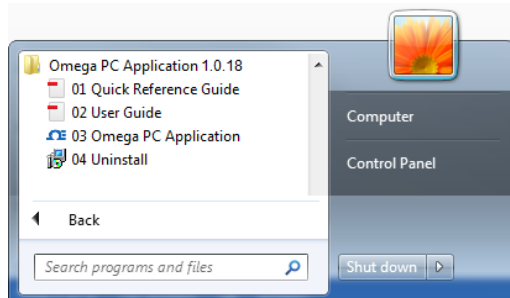 Omega PC Application 1.0.18
01 Quick Reference Guide
02 User Guide
03 Omega PC Application
04 Uninstall
Back
Search programs and files
Computer
Control Panel
Shut down